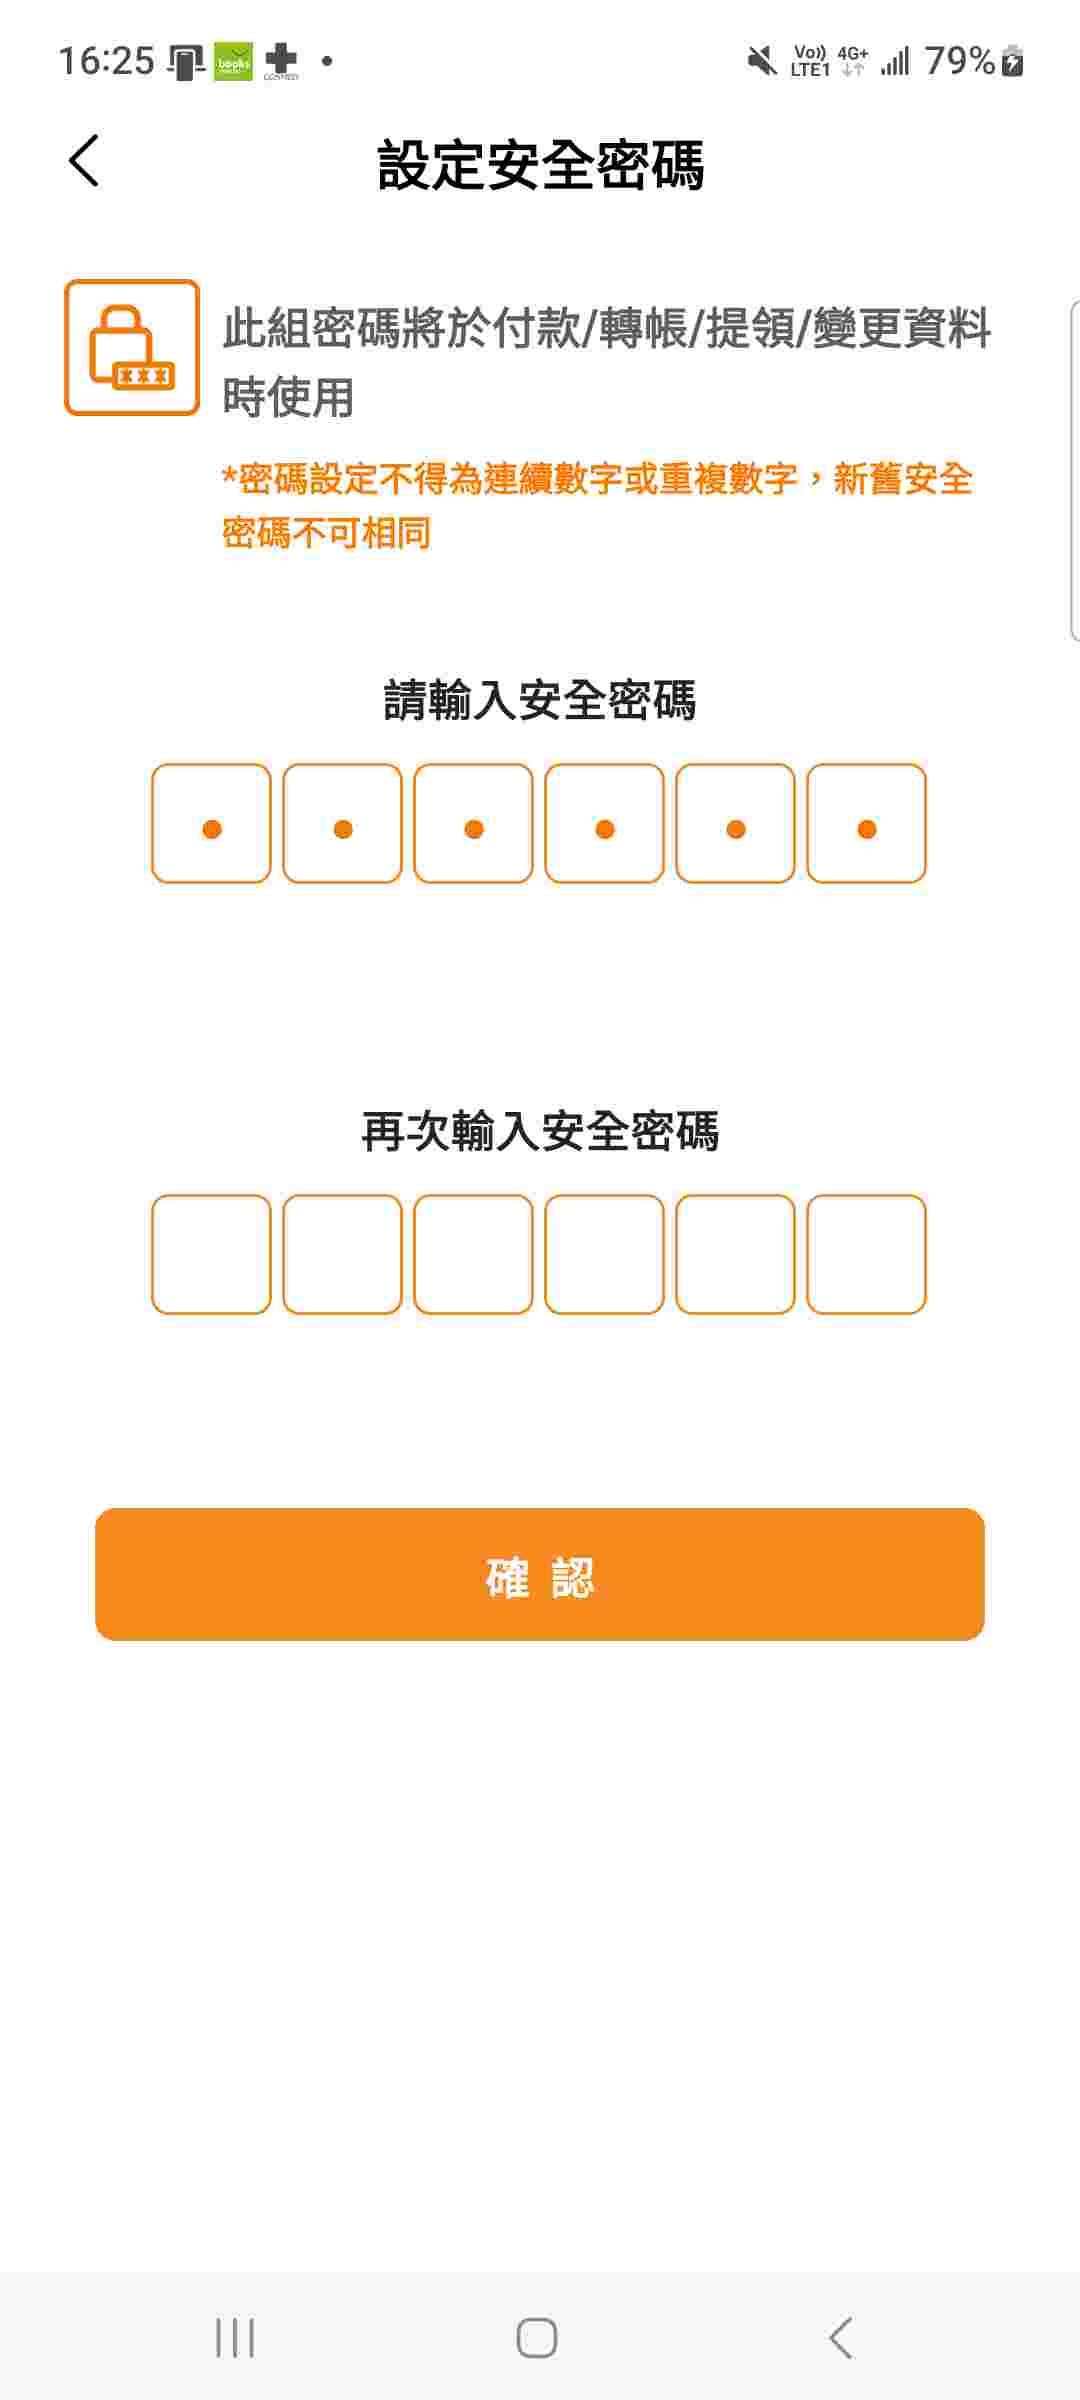 16:25
books
COSMED
Vo)) LTE1 4G+ 79%
設定安全密碼
***
此組密碼將於付款/轉帳/提領/變更資料
時使用
*密碼設定不得為連續數字或重複數字，新舊安全
密碼不可相同
請輸入安全密碼
再次輸入安全密碼
確認